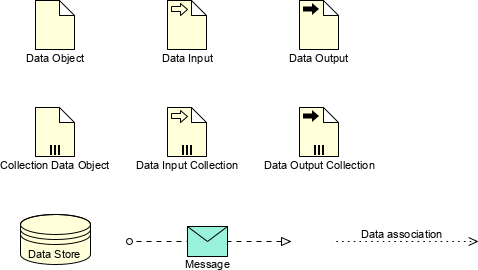 Data Object
Data Input
Data Output
Collection Data Object
Data Input Collection
Data Output Collection
Data Store
Message
Data association